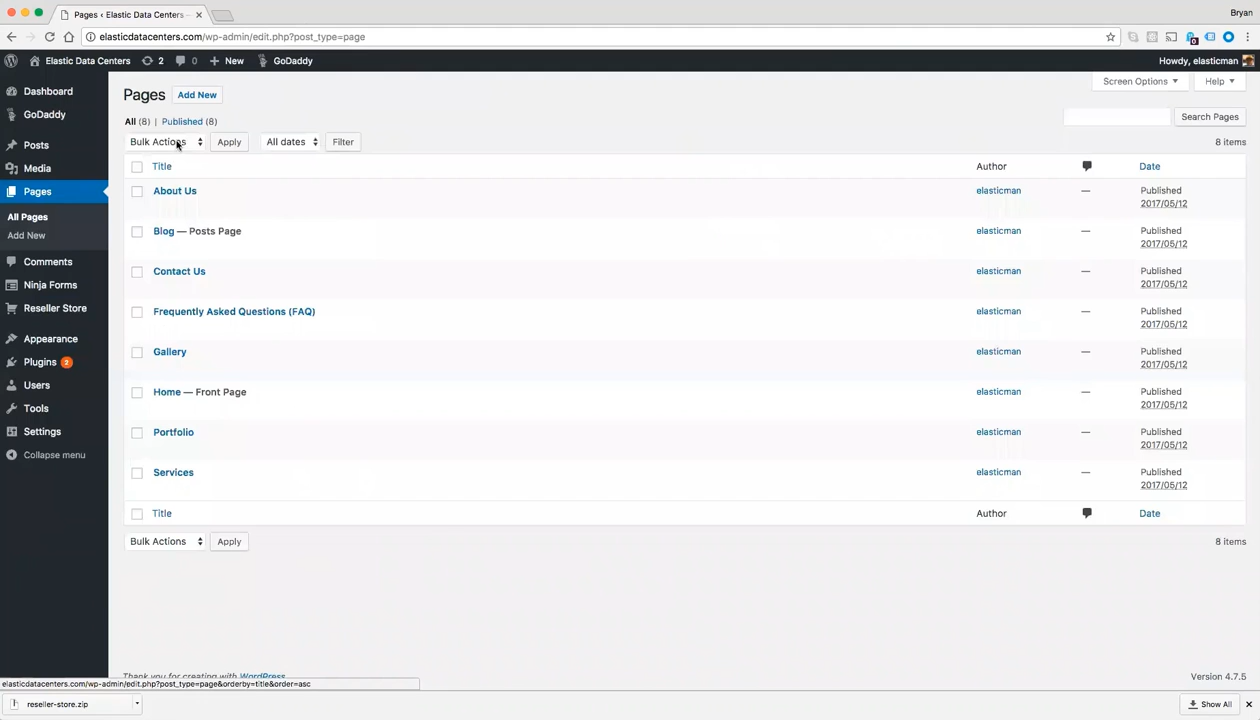 Pages ‹ Elastic Data Centers –
Bryan
elasticdatacenters.com/wp-admin/edit.php?post_type=page
0
Elastic Data Centers 2 0 + New GoDaddy Howdy, elasticman
Screen Options Help
Dashboard
GoDaddy
Posts
Media
Pages
All Pages
Add New
Comments
Ninja Forms
Reseller Store
Appearance
Plugins 2
Users
Tools
Settings
Collapse menu
Pages Add New
All (8) | Published (8)
Search Pages
Bulk Actions Apply All dates Filter 8 items
Title Author Date
About Us elasticman — Published
2017/05/12
Blog — Posts Page elasticman — Published
2017/05/12
Contact Us elasticman — Published
2017/05/12
Frequently Asked Questions (FAQ) elasticman — Published
2017/05/12
Gallery elasticman — Published
2017/05/12
Home — Front Page elasticman — Published
2017/05/12
Portfolio elasticman — Published
2017/05/12
Services elasticman — Published
2017/05/12
Title Author Date
Bulk Actions Apply 8 items
Thank you for creating with WordPress Version 4.7.5
elasticdatacenters.com/wp-admin/edit.php?post_type=page&orderby=title&order=asc
reseller-store.zip Show All